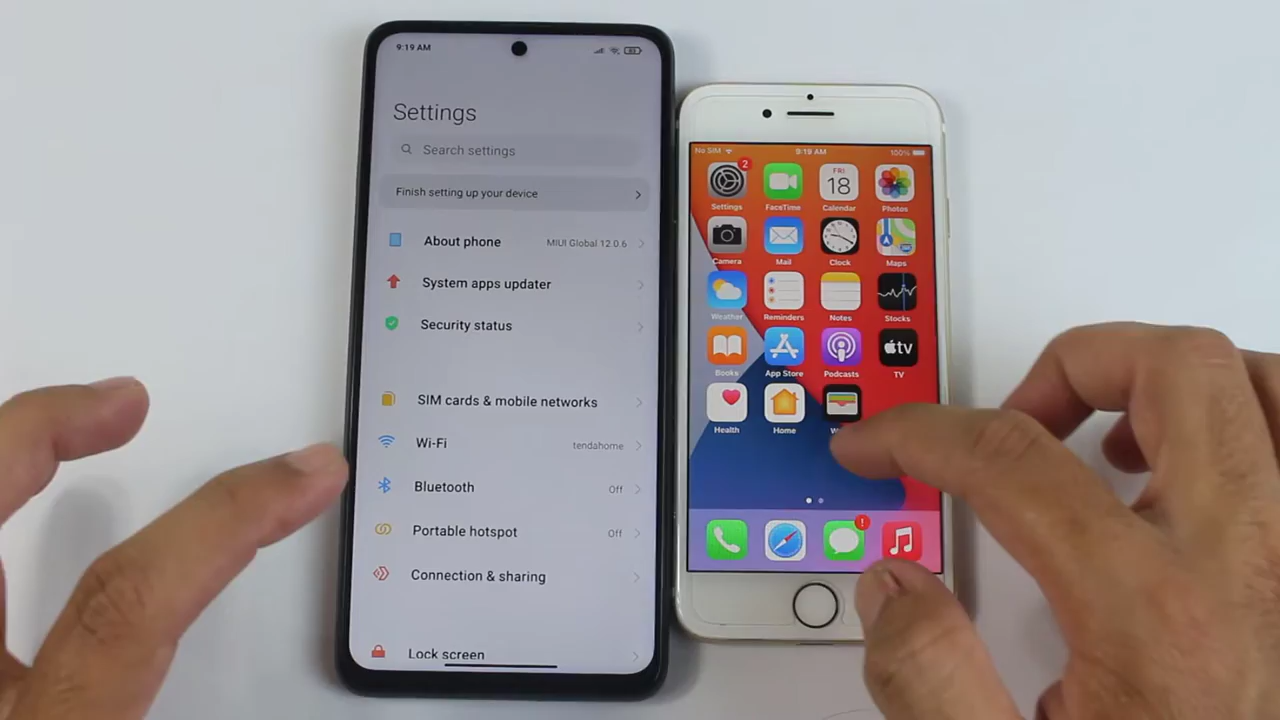 9:19 AM
Settings
Search settings
Finish setting up your device
About phone MIUI Global 12.0.6
System apps updater
Security status
SIM cards & mobile networks
Wi-Fi tendahome
Bluetooth Off
Portable hotspot Off
Connection & sharing
Lock screen
No SIM 9:19 AM 100%
2 FRI
18
Settings FaceTime Calendar Photos
Camera Mail Clock Maps
Weather Reminders Notes Stocks
tv
Books App Store Podcasts TV
Health Home
!